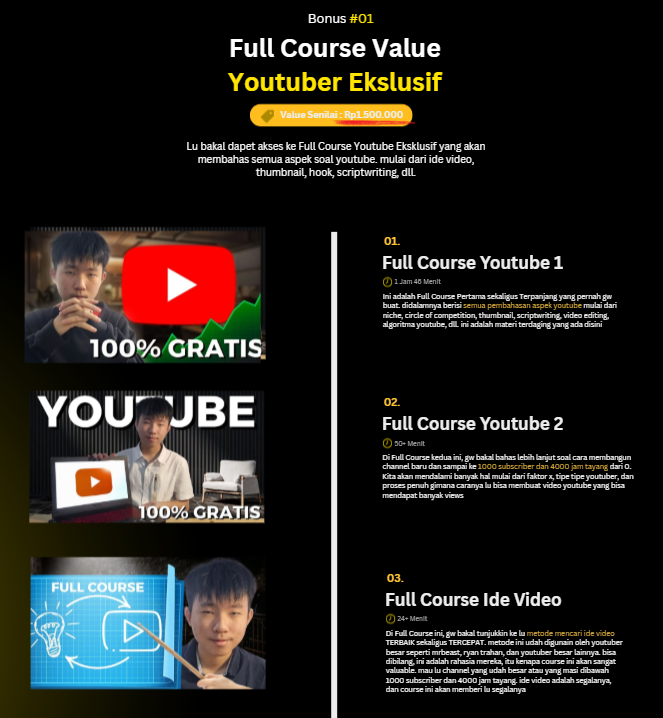 Bonus #01
Full Course Value
Youtuber Ekslusif
Value Senilai : Rp1.500.000
Lu bakal dapet akses ke Full Course Youtube Eksklusif yang akan
membahas semua aspek soal youtube. mulai dari ide video,
thumbnail, hook, scriptwriting, dll.
100% GRATIS
01.
Full Course Youtube 1
1 Jam 46 Menit
Ini adalah Full Course Pertama sekaligus Terpanjang yang pernah gw
buat. didalamnya berisi semua pembahasan aspek youtube mulai dari
niche, circle of competition, thumbnail, scriptwriting, video editing,
algoritma youtube, dll. ini adalah materi terdaging yang ada disini
YOUTUBE
100% GRATIS
02.
Full Course Youtube 2
50+ Menit
Di Full Course kedua ini, gw bakal bahas lebih lanjut soal cara membangun
channel baru dan sampai ke 1000 subscriber dan 4000 jam tayang dari 0.
Kita akan mendalami banyak hal mulai dari faktor x, tipe tipe youtuber, dan
proses penuh gimana caranya lu bisa membuat video youtube yang bisa
mendapat banyak views
FULL COURSE
03.
Full Course Ide Video
24+ Menit
Di Full Course ini, gw bakal tunjukkin ke lu metode mencari ide video
TERBAIK sekaligus TERCEPAT. metode ini udah digunain oleh youtuber
besar seperti mrbeast, ryan trahan, dan youtuber besar lainnya. bisa
dibilang, ini adalah rahasia mereka, itu kenapa course ini akan sangat
valuable. mau lu channel yang udah besar atau yang masi dibawah
1000 subscriber dan 4000 jam tayang. ide video adalah segalanya,
dan course ini akan memberi lu segalanya